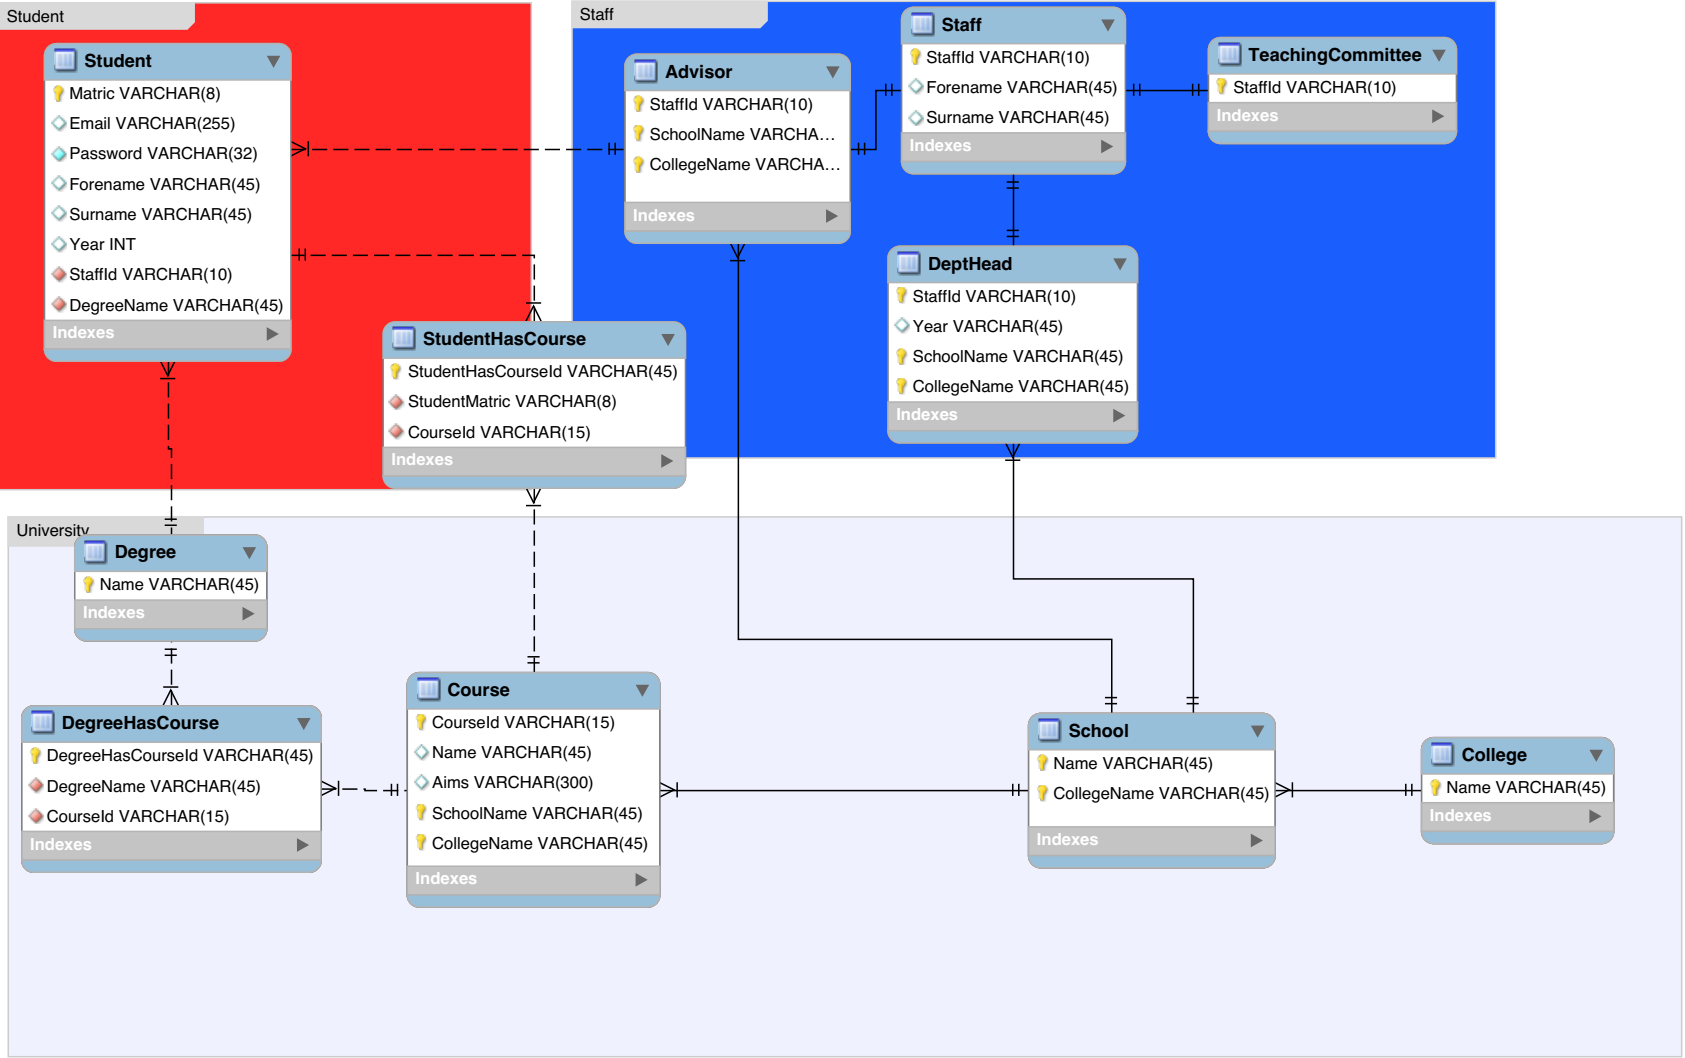 Student
Student
Matric VARCHAR(8)
Email VARCHAR(255)
Password VARCHAR(32)
Forename VARCHAR(45)
Surname VARCHAR(45)
Year INT
StaffId VARCHAR(10)
DegreeName VARCHAR(45)
Indexes
StudentHasCourse
StudentHasCourseId VARCHAR(45)
StudentMatric VARCHAR(8)
CourseId VARCHAR(15)
Indexes
Staff
Advisor
StaffId VARCHAR(10)
SchoolName VARCHA...
CollegeName VARCHA...
Indexes
Staff
StaffId VARCHAR(10)
Forename VARCHAR(45)
Surname VARCHAR(45)
Indexes
TeachingCommittee
StaffId VARCHAR(10)
Indexes
DeptHead
StaffId VARCHAR(10)
Year VARCHAR(45)
SchoolName VARCHAR(45)
CollegeName VARCHAR(45)
Indexes
University
Degree
Name VARCHAR(45)
Indexes
DegreeHasCourse
DegreeHasCourseId VARCHAR(45)
DegreeName VARCHAR(45)
CourseId VARCHAR(15)
Indexes
Course
CourseId VARCHAR(15)
Name VARCHAR(45)
Aims VARCHAR(300)
SchoolName VARCHAR(45)
CollegeName VARCHAR(45)
Indexes
School
Name VARCHAR(45)
CollegeName VARCHAR(45)
Indexes
College
Name VARCHAR(45)
Indexes